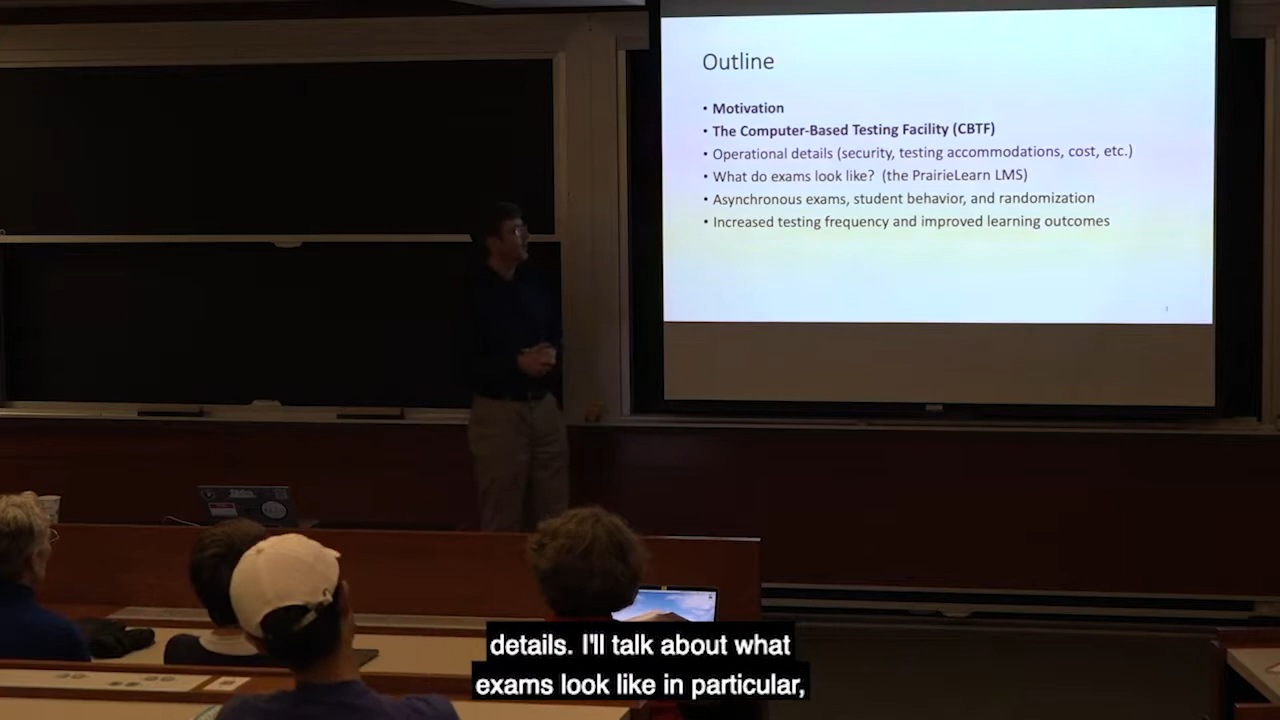 Outline
• Motivation
• The Computer-Based Testing Facility (CBTF)
• Operational details (security, testing accommodations, cost, etc.)
• What do exams look like? (the PrairieLearn LMS)
• Asynchronous exams, student behavior, and randomization
• Increased testing frequency and improved learning outcomes
details. I'll talk about what
exams look like in particular,